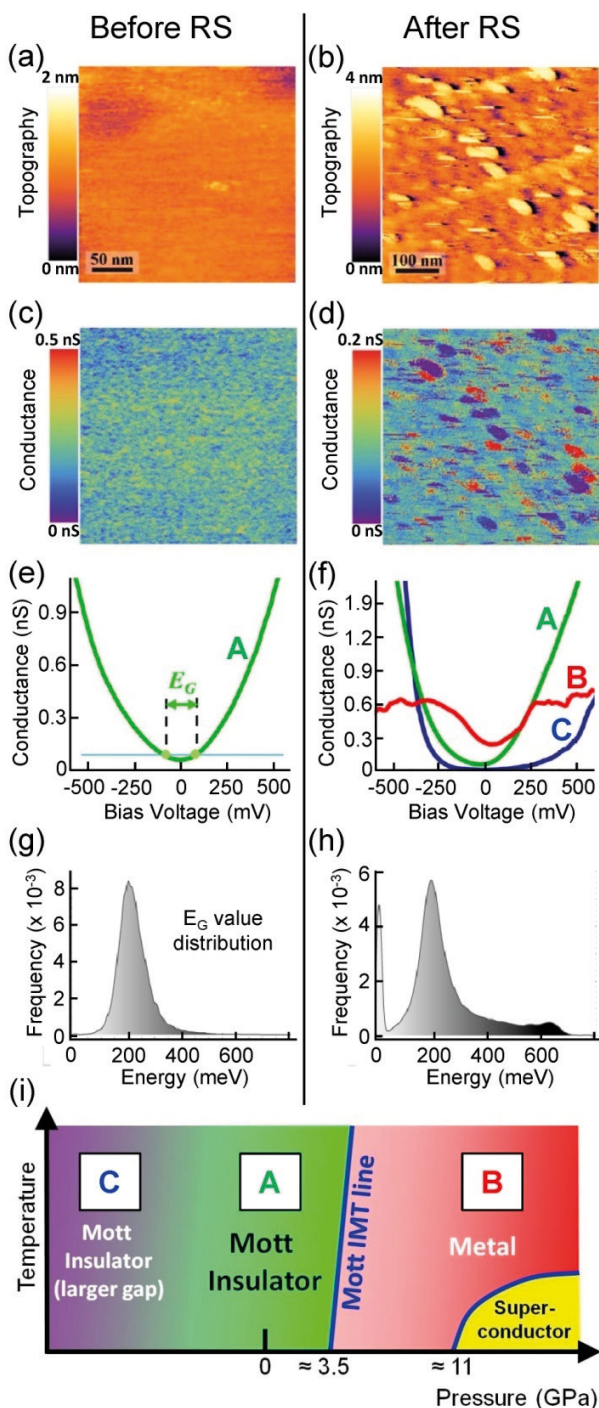 Before RS
After RS
(a)
2 nm
Topography
0 nm
50 nm
(b)
4 nm
Topography
0 nm
100 nm
(c)
0.5 nS
Conductance
0 nS
(d)
0.2 nS
Conductance
0 nS
(e)
Conductance (nS)
0.9
0.6
0.3
0
A
E_G
-500 -250 0 250 500
Bias Voltage (mV)
(f)
Conductance (nS)
1.9
1.2
0.9
0.6
0.3
0
A
B
C
-500 -250 0 250 500
Bias Voltage (mV)
(g)
Frequency (x 10⁻³)
8
6
4
2
0
E_G value
distribution
0 200 400 600
Energy (meV)
(h)
Frequency (x 10⁻³)
6
4
2
0
0 200 400 600
Energy (meV)
(i)
Temperature
C
Mott
Insulator
(larger gap)
A
Mott
Insulator
Mott IMT line
B
Metal
Super-
conductor
0 ≈ 3.5 ≈ 11
Pressure (GPa)